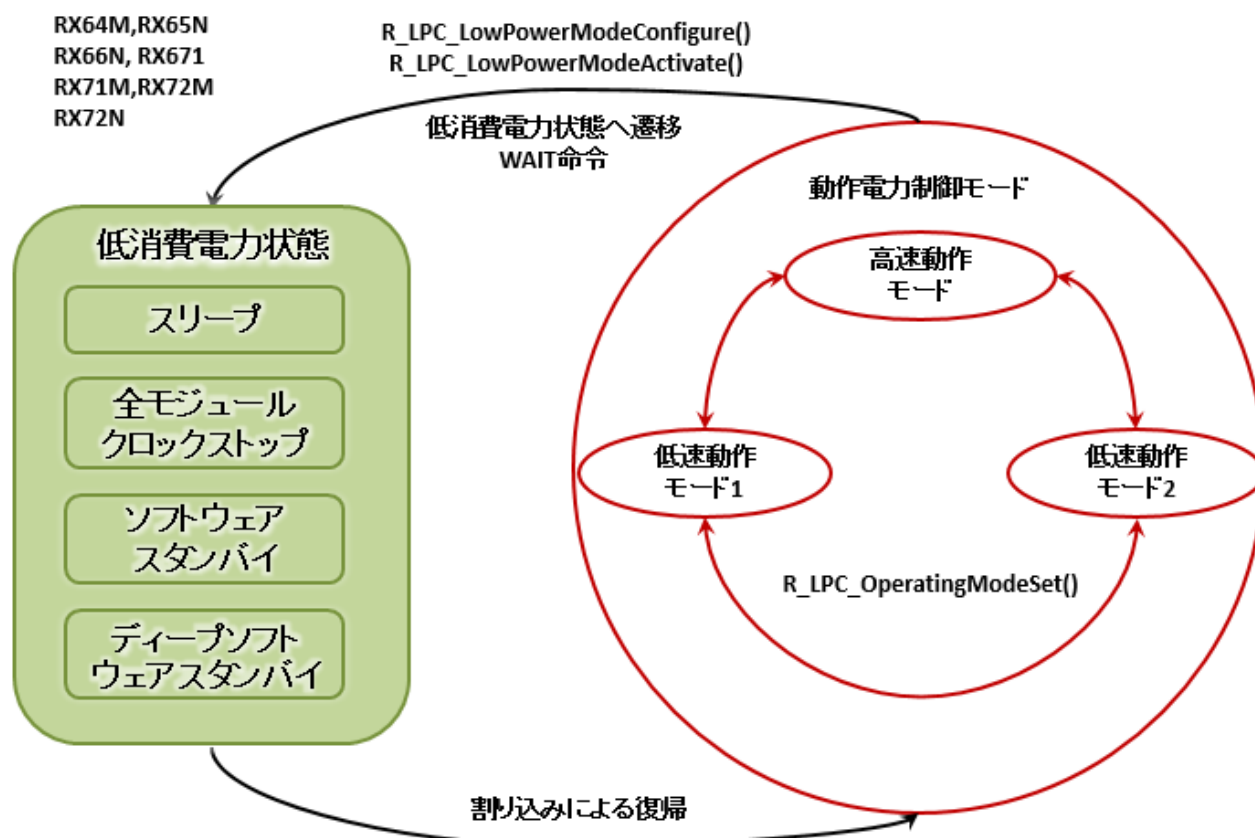 RX64M,RX65N
RX66N, RX671
RX71M,RX72M
RX72N
R_LPC_LowPowerModeConfigure()
R_LPC_LowPowerModeActivate()
低消費電力状態へ遷移
WAIT命令
低消費電力状態
スリープ
全モジュール
クロックストップ
ソフトウェア
スタンバイ
ディープソフト
ウェアスタンバイ
動作電力制御モード
高速動作
モード
低速動作
モード1
低速動作
モード2
R_LPC_OperatingModeSet()
割り込みによる復帰